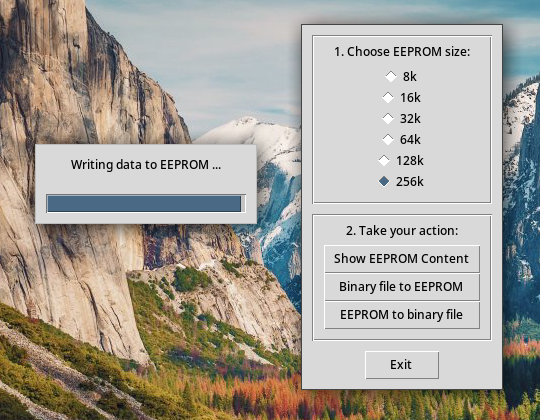 Writing data to EEPROM ...
1. Choose EEPROM size:
8k
16k
32k
64k
128k
256k
2. Take your action:
Show EEPROM Content
Binary file to EEPROM
EEPROM to binary file
Exit